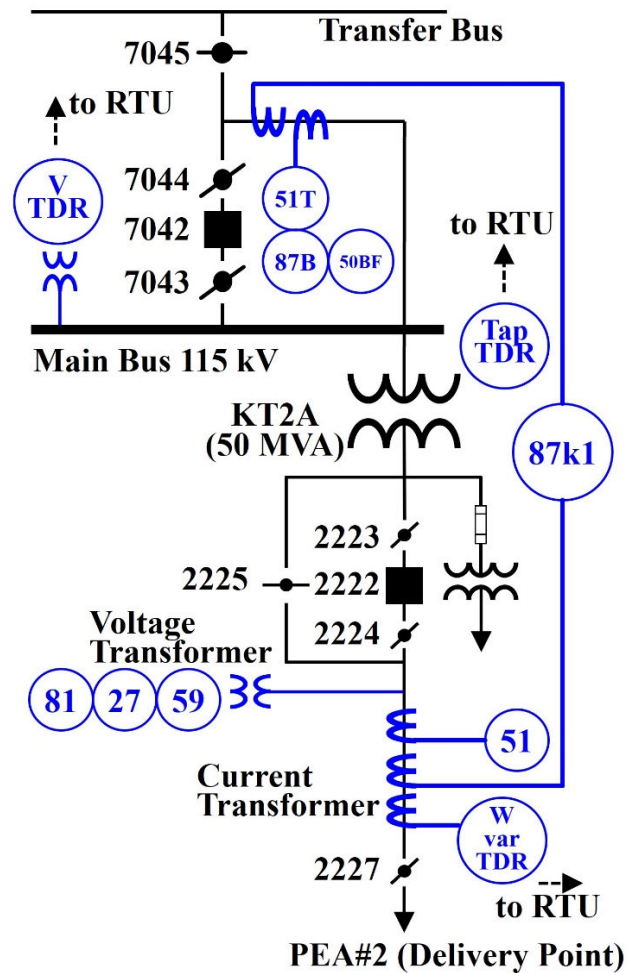 Transfer Bus
7045
to RTU
V
TDR
7044
7042
7043
51T
87B
50BF
to RTU
Tap
TDR
Main Bus 115 kV
KT2A
(50 MVA)
87k1
2223
2225
2222
2224
Voltage
Transformer
81
27
59
51
Current
Transformer
W
var
TDR
2227
to RTU
PEA#2 (Delivery Point)